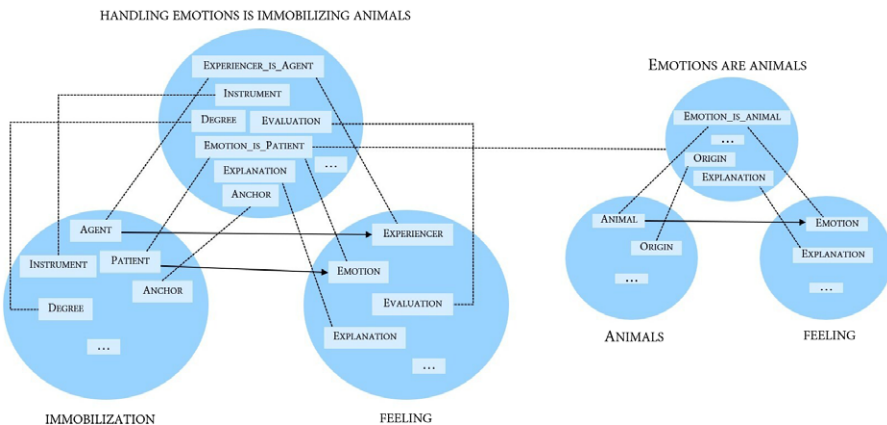 HANDLING EMOTIONS IS IMMOBILIZING ANIMALS
EXPERIENCER_IS_AGENT
INSTRUMENT
DEGREE
EVALUATION
EMOTION_IS_PATIENT
EXPLANATION
...
ANCHOR
AGENT
INSTRUMENT
PATIENT
ANCHOR
DEGREE
...
IMMOBILIZATION
EXPERIENCER
EMOTION
EVALUATION
EXPLANATION
...
FEELING
EMOTIONS ARE ANIMALS
EMOTION_IS_ANIMAL
...
ORIGIN
EXPLANATION
ANIMAL
ORIGIN
...
ANIMALS
EMOTION
EXPLANATION
...
FEELING